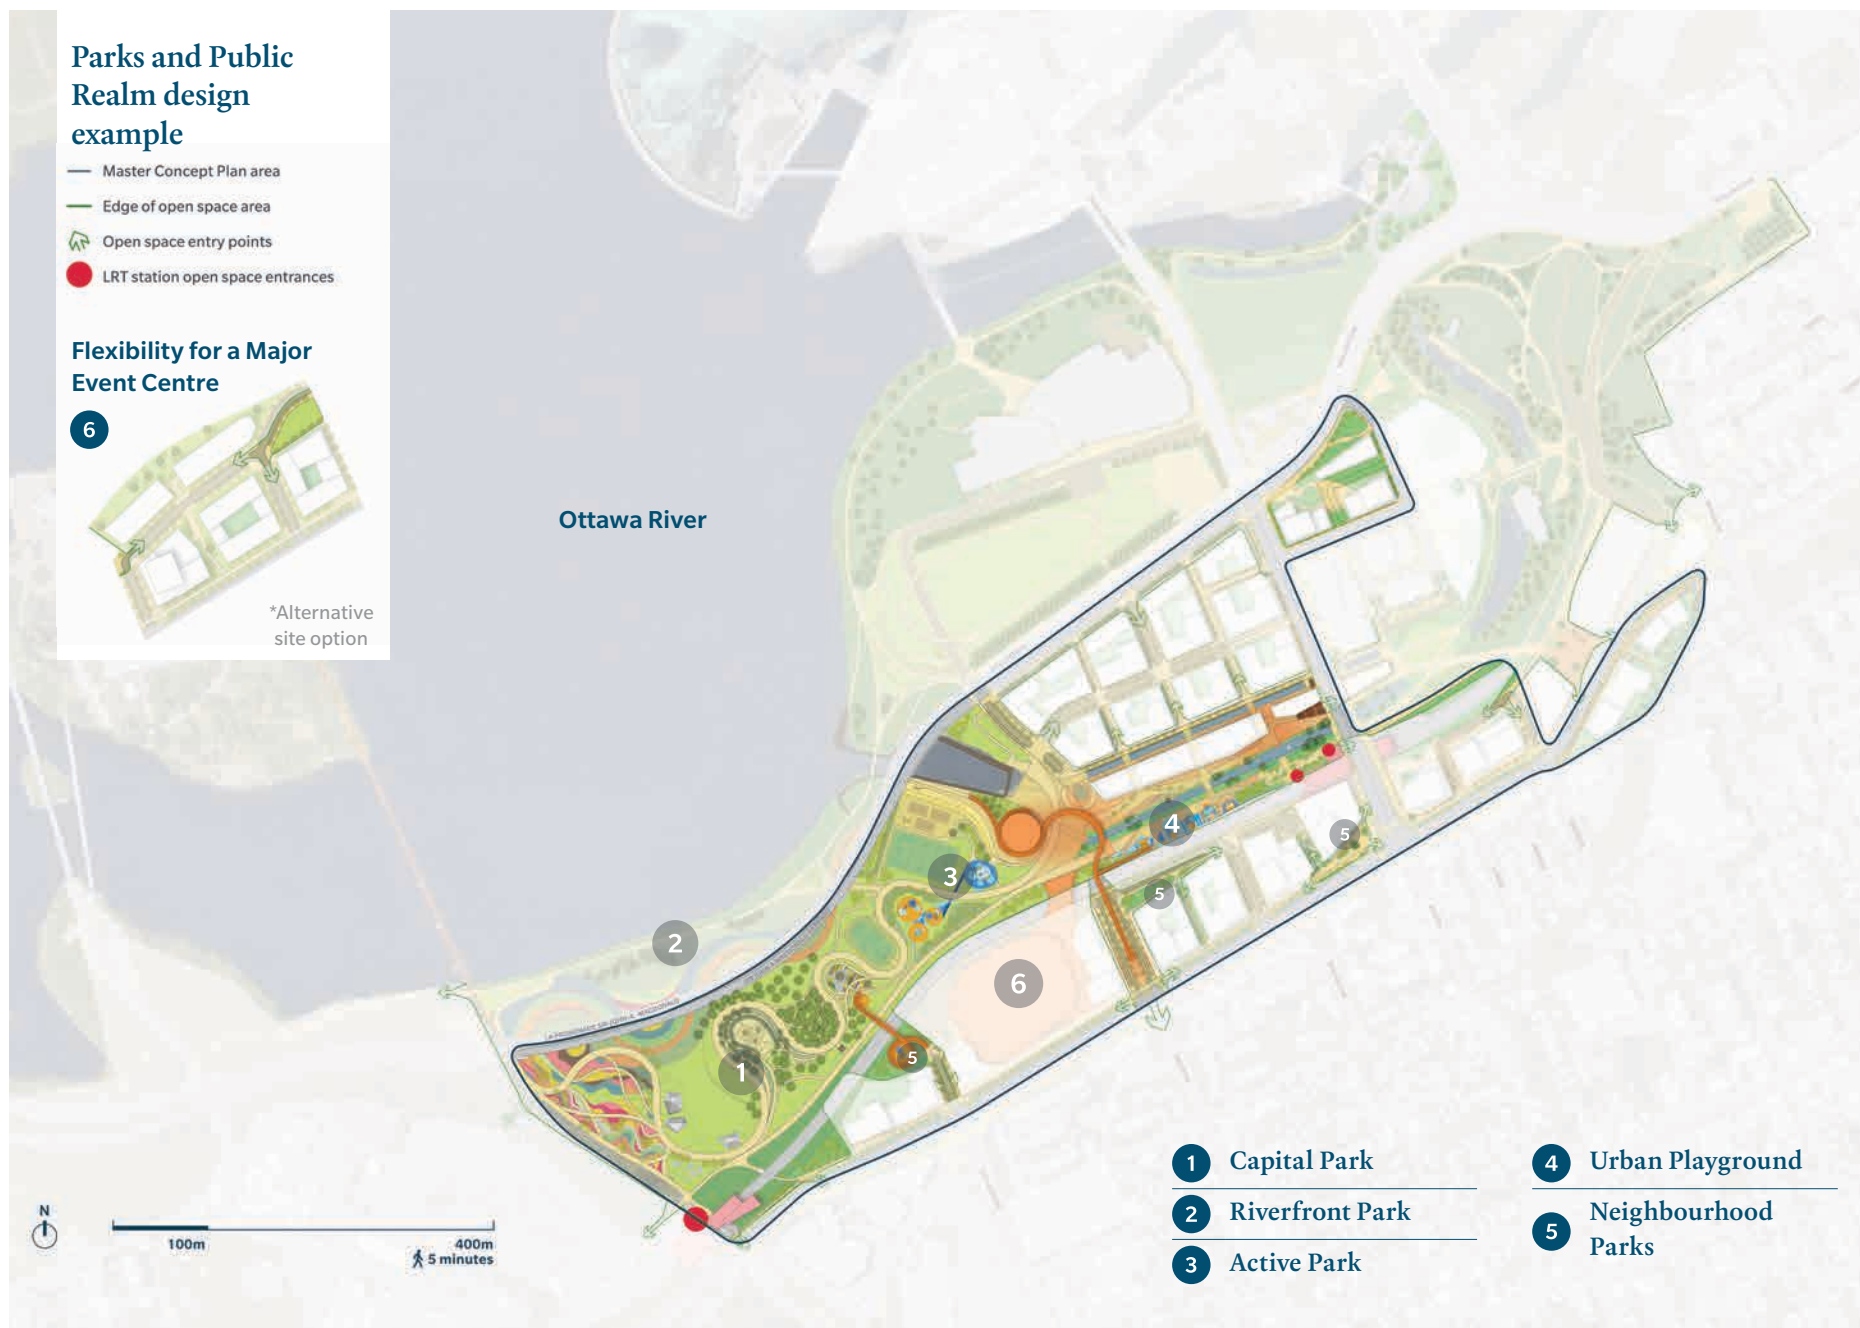 Parks and Public
Realm design
example
Master Concept Plan area
Edge of open space area
Open space entry points
LRT station open space entrances
Flexibility for a Major
Event Centre
6
*Alternative
site option
Ottawa River
4
5
3
5
2
6
5
1
N
100m
400m
5 minutes
1 Capital Park
2 Riverfront Park
3 Active Park
4 Urban Playground
5 Neighbourhood
Parks